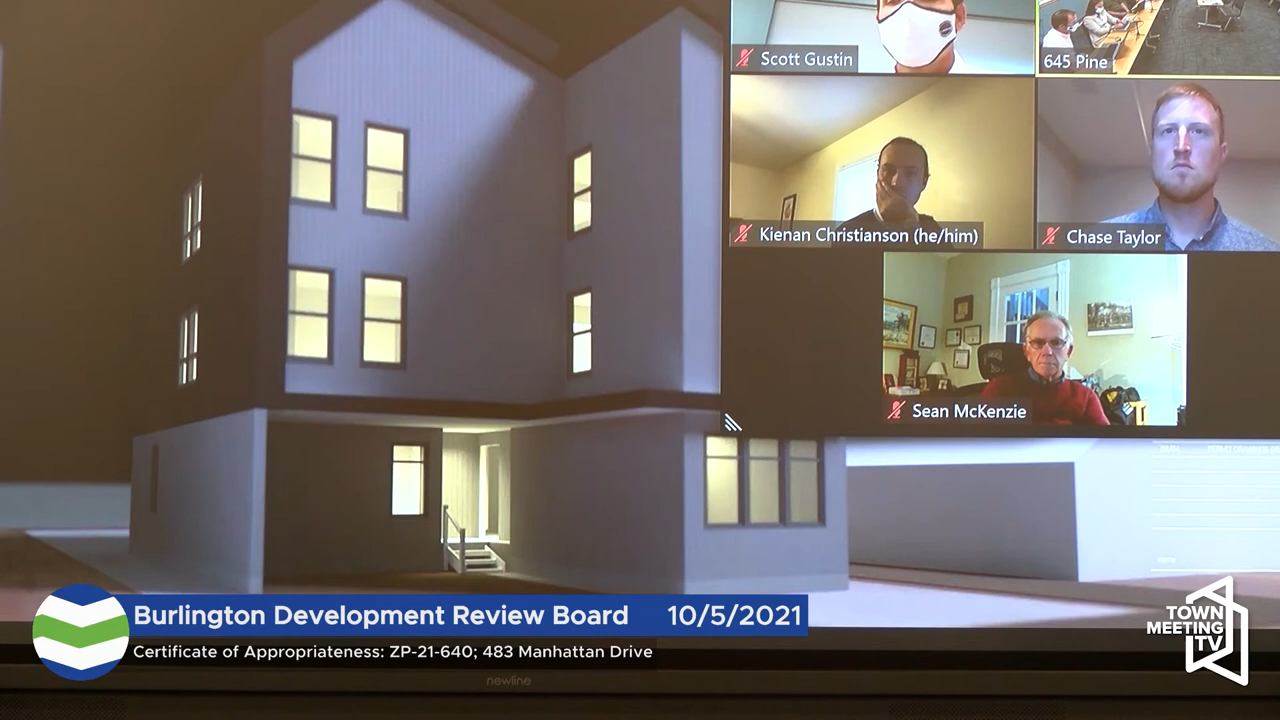 Scott Gustin
645 Pine
Kienan Christianson (he/him)
Chase Taylor
Sean McKenzie
Burlington Development Review Board 10/5/2021
Certificate of Appropriateness: ZP-21-640; 483 Manhattan Drive
TOWN
MEETING
TV
newline